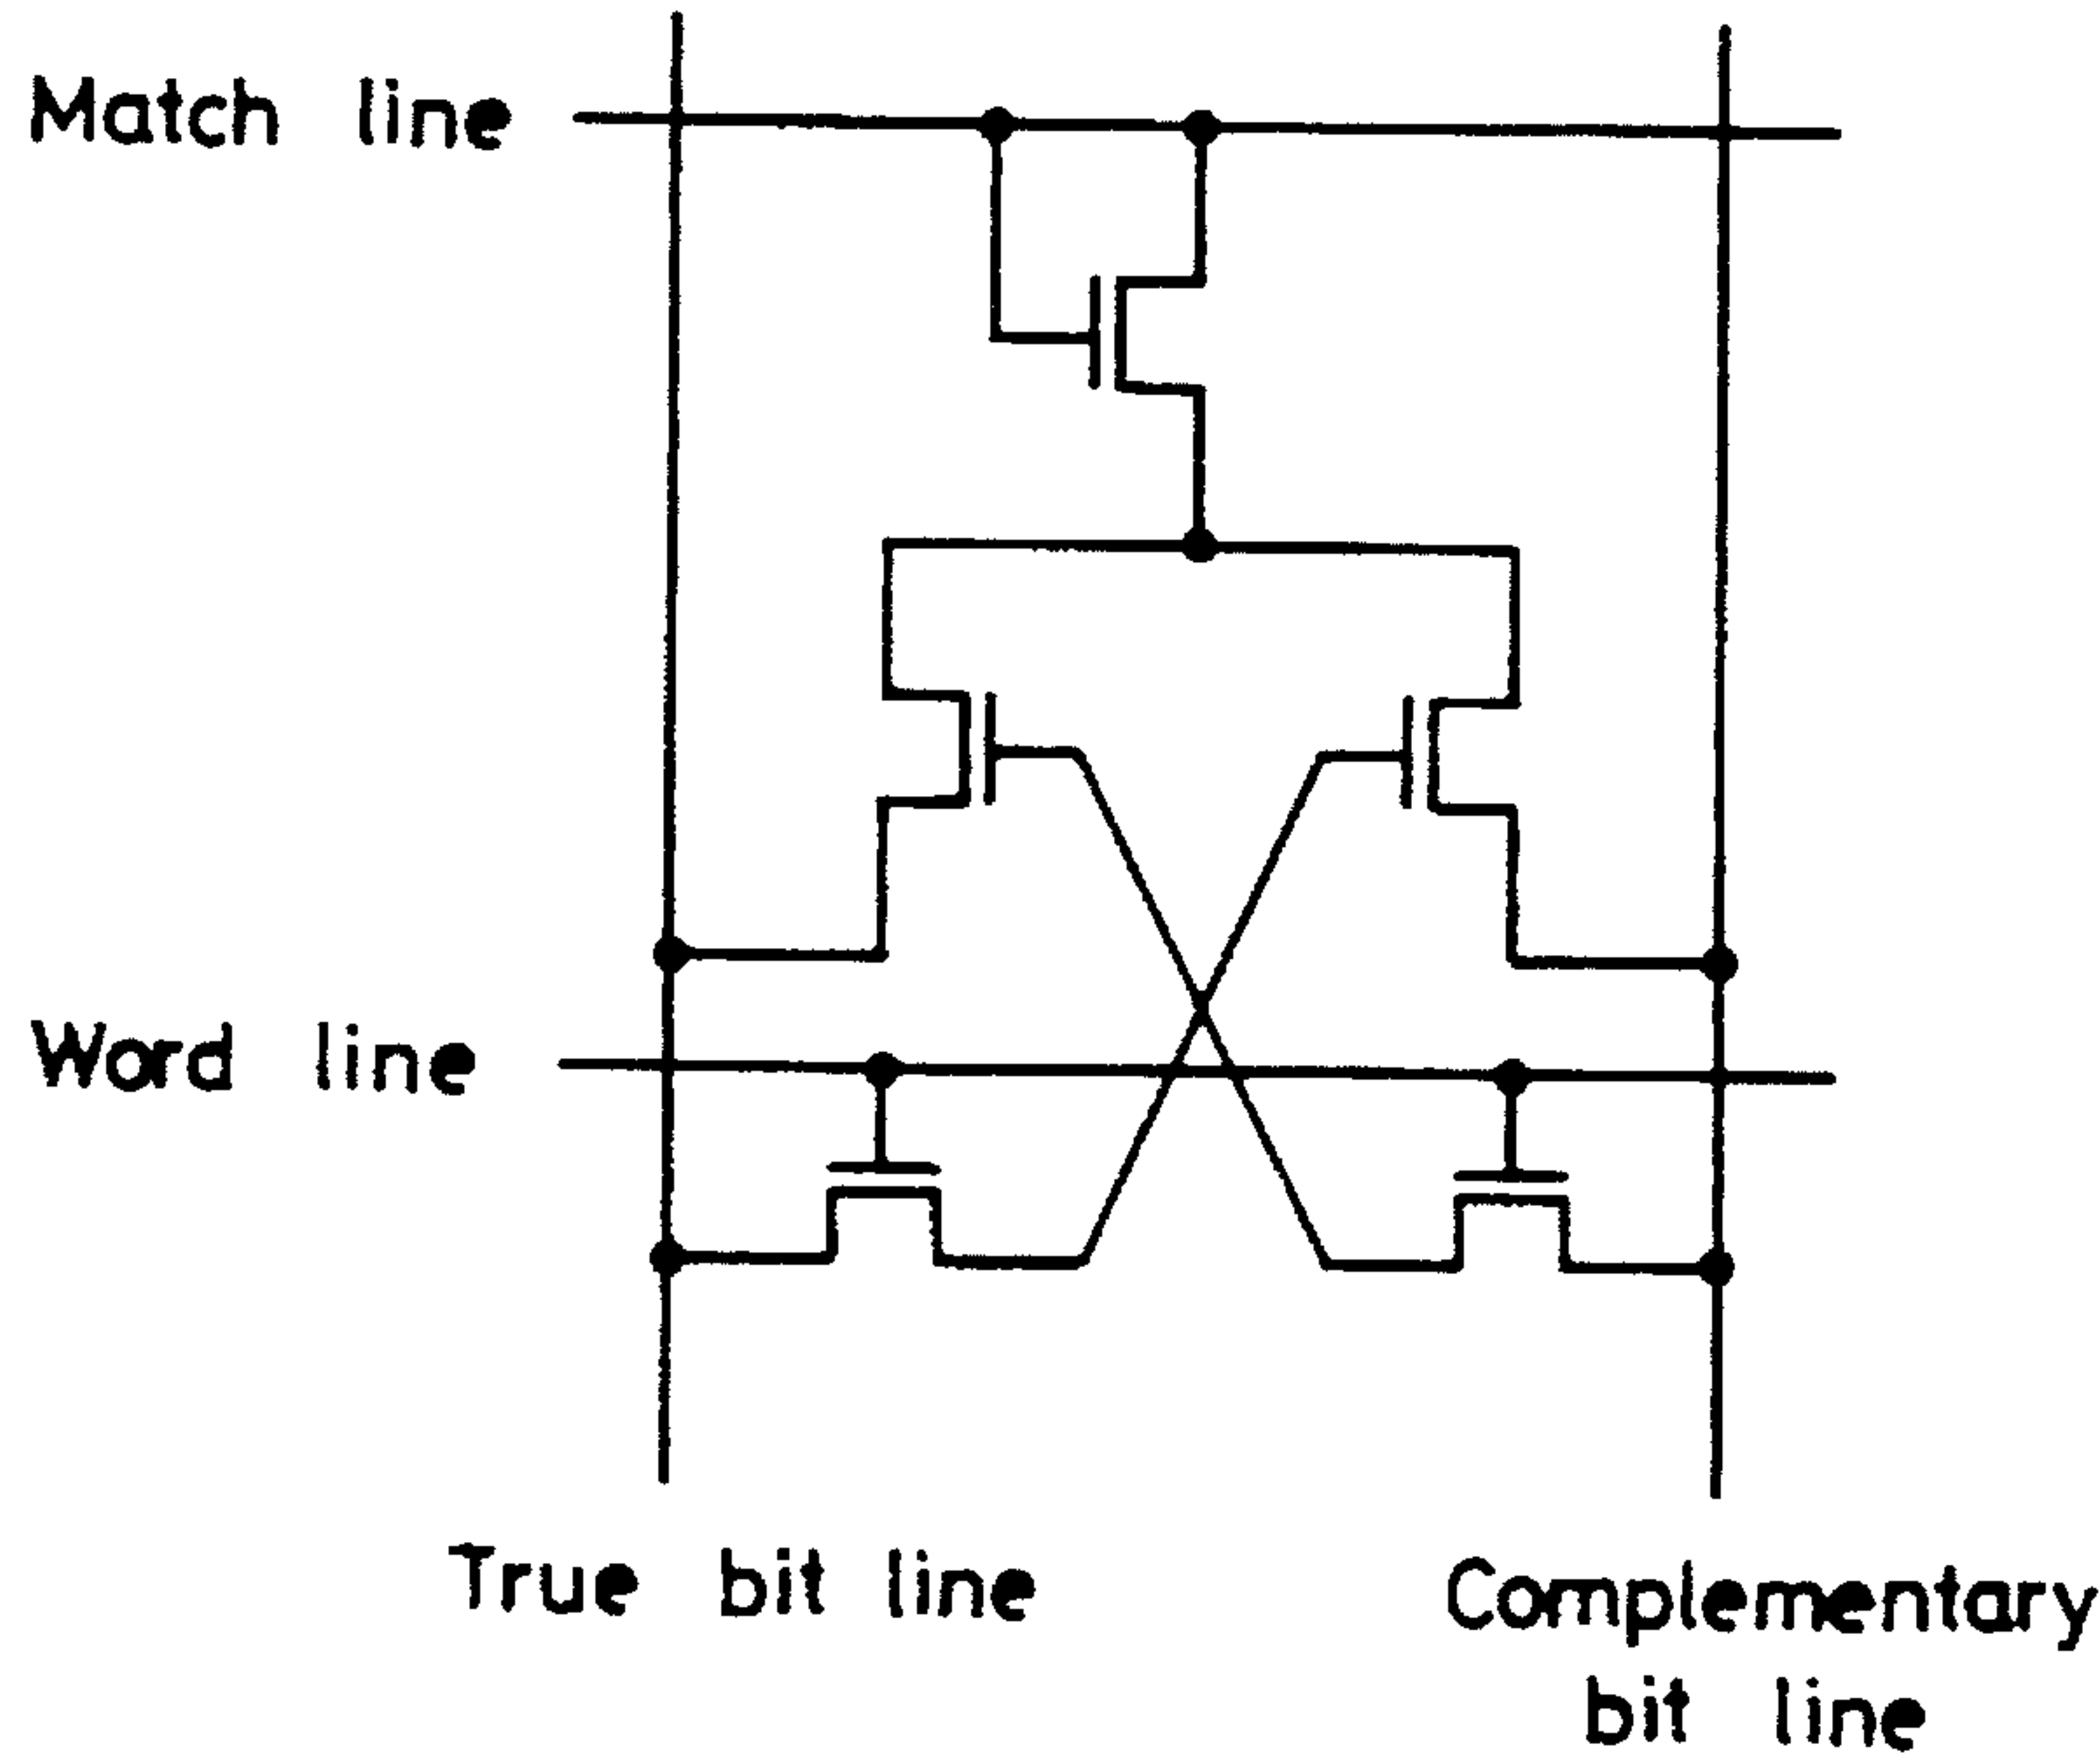 Match line
Word line
True bit line
Complementary
bit line